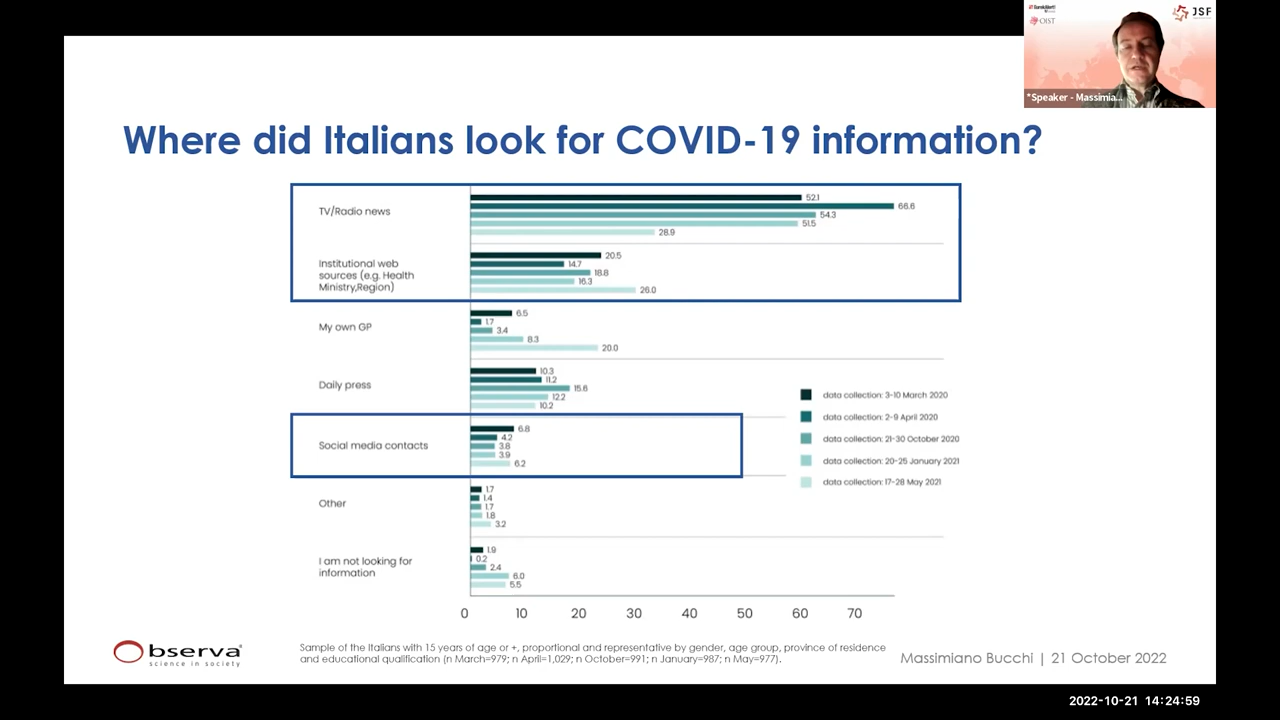 EurekAlert!
OIST
JSF
*Speaker - Massimia...
Where did Italians look for COVID-19 information?
TV/Radio news
52.1
66.6
54.3
51.5
28.9
Institutional web
sources (e.g. Health
Ministry,Region)
20.5
14.7
18.8
16.3
26.0
My own GP
6.5
1.7
3.4
8.3
20.0
Daily press
10.3
11.2
15.6
12.2
10.2
Social media contacts
6.8
4.2
3.8
3.9
6.2
Other
1.7
1.4
1.7
1.8
3.2
I am not looking for
information
1.9
0.2
2.4
6.0
5.5
data collection: 3-10 March 2020
data collection: 2-9 April 2020
data collection: 21-30 October 2020
data collection: 20-25 January 2021
data collection: 17-28 May 2021
0 10 20 30 40 50 60 70
bserva
science in society
Sample of the Italians with 15 years of age or +, proportional and representative by gender, age group, province of residence
and educational qualification (n March=979; n April=1,029; n October=991; n January=987; n May=977).
Massimiano Bucchi | 21 October 2022
2022-10-21 14:24:59